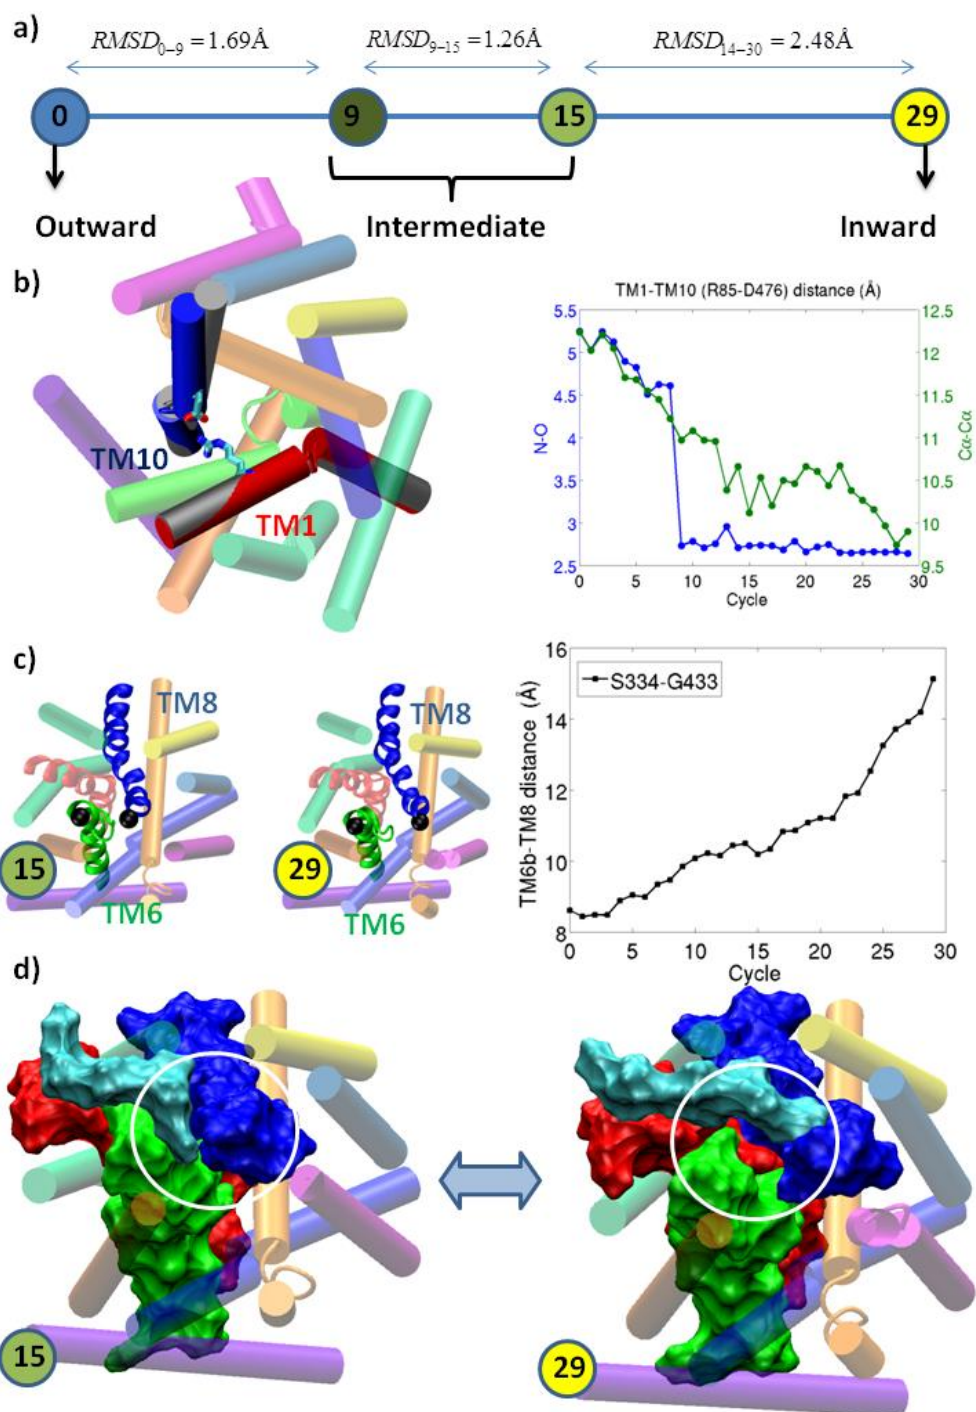 a)
RMSD0–9 = 1.69Å RMSD9–15 = 1.26Å RMSD14–30 = 2.48Å
0 9 15 29
Outward Intermediate Inward
b)
TM10
TM1
TM1-TM10 (R85-D476) distance (Å)
5.5 12.5
5 12
4.5 11.5
4 11
3.5 10.5
3 10
2.5 9.5
N-O
Cα-Cα
0 5 10 15 20 25 30
Cycle
c)
TM8 TM8
15 29
TM6 TM6
S334-G433
16
14
12
10
8
TM6b-TM8 distance (Å)
0 5 10 15 20 25 30
Cycle
d)
15 29